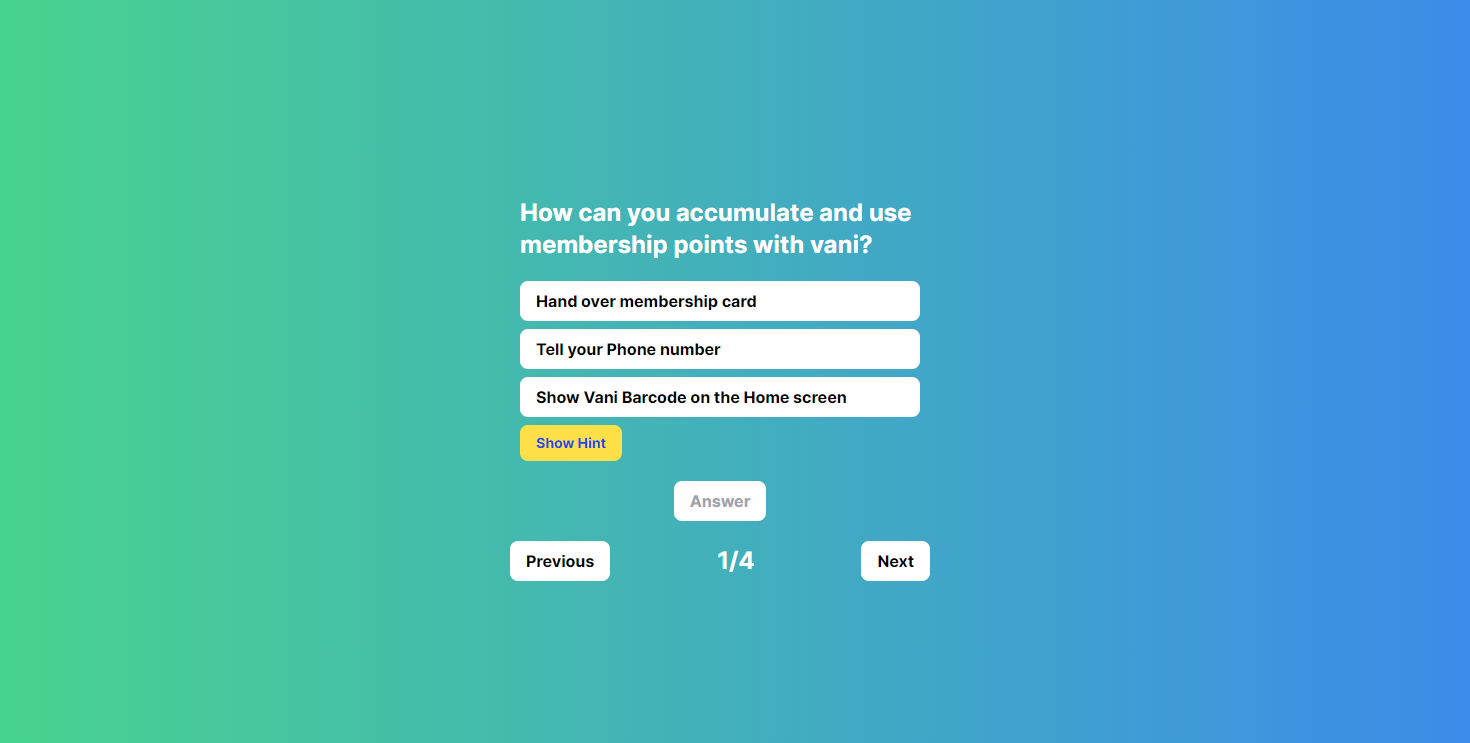 How can you accumulate and use
membership points with vani?
Hand over membership card
Tell your Phone number
Show Vani Barcode on the Home screen
Show Hint
Answer
Previous
1/4
Next